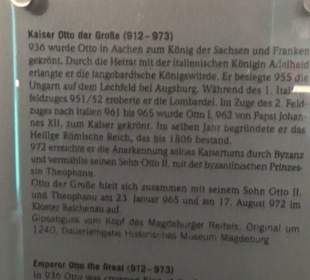 Kaiser Otto der Große (912-973)
936 wurde Otto in Aachen zum König der Sachsen und Franken
gekrönt. Durch die Heirat mit der italienischen Königin Adelheid
erlangte er die langobardische Königswürde. Er besiegte 955 die
Ungarn auf dem Lechfeld bei Augsburg. Während des 1. Italien-
feldzuges 951/52 eroberte er die Lombardei. Im Zuge des 2. Feld-
zuges nach Italien 961 bis 965 wurde Otto I. 962 von Papst Johan-
nes XII. zum Kaiser gekrönt. Im selben Jahr begründete er das
Heilige Römische Reich, das bis 1806 bestand.
972 erreichte er die Anerkennung seines Kaisertums durch Byzanz
und vermählte seinen Sohn Otto II. mit der byzantinischen Prinzes-
sin Theophanu.
Otto der Große hielt sich zusammen mit seinem Sohn Otto II.
und Theophanu am 23. Januar 965 und am 17. August 972 im
Kloster Reichenau auf.
Gipsabguss vom Kopf des Magdeburger Reiters. Original um
1240, Dauerleihgabe Historisches Museum Magdeburg
Emperor Otto the Great (912-973)
In 936 Otto was crowned